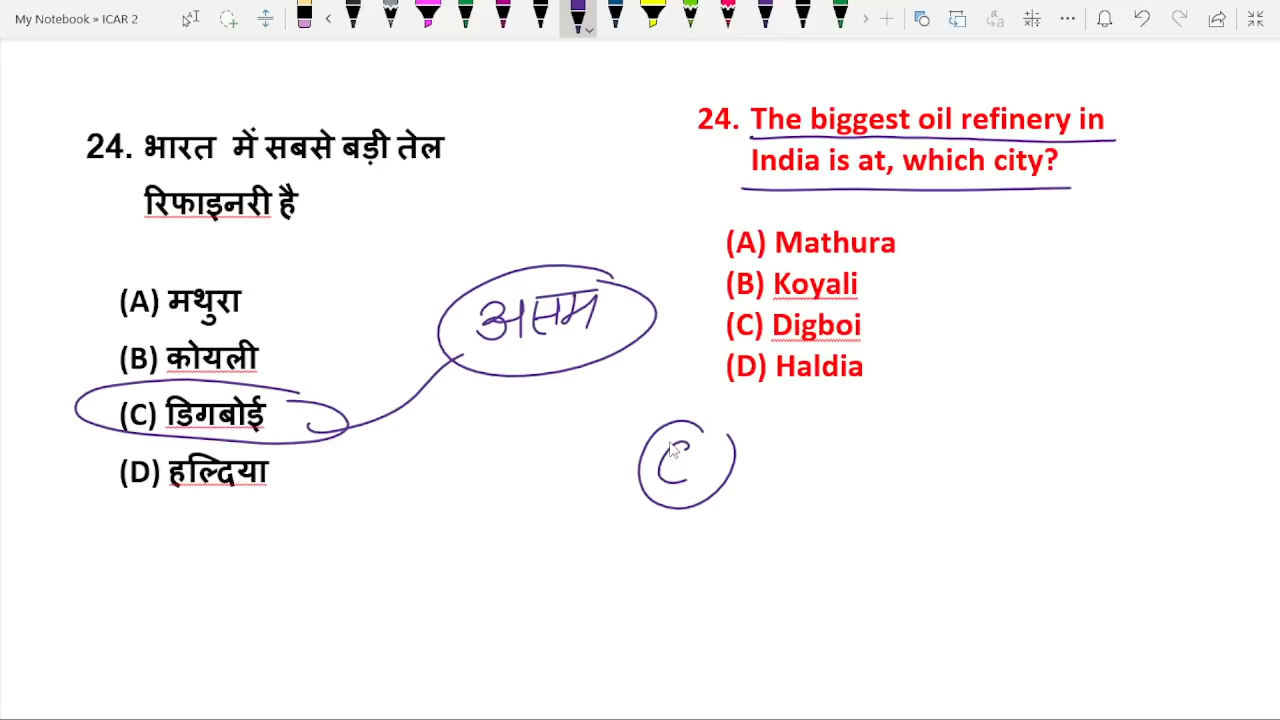 My Notebook » ICAR 2
24. भारत में सबसे बड़ी तेल
रिफाइनरी है
(A) मथुरा
(B) कोयली
(C) डिगबोई
(D) हल्दिया
असम
24. The biggest oil refinery in
India is at, which city?
(A) Mathura
(B) Koyali
(C) Digboi
(D) Haldia
C